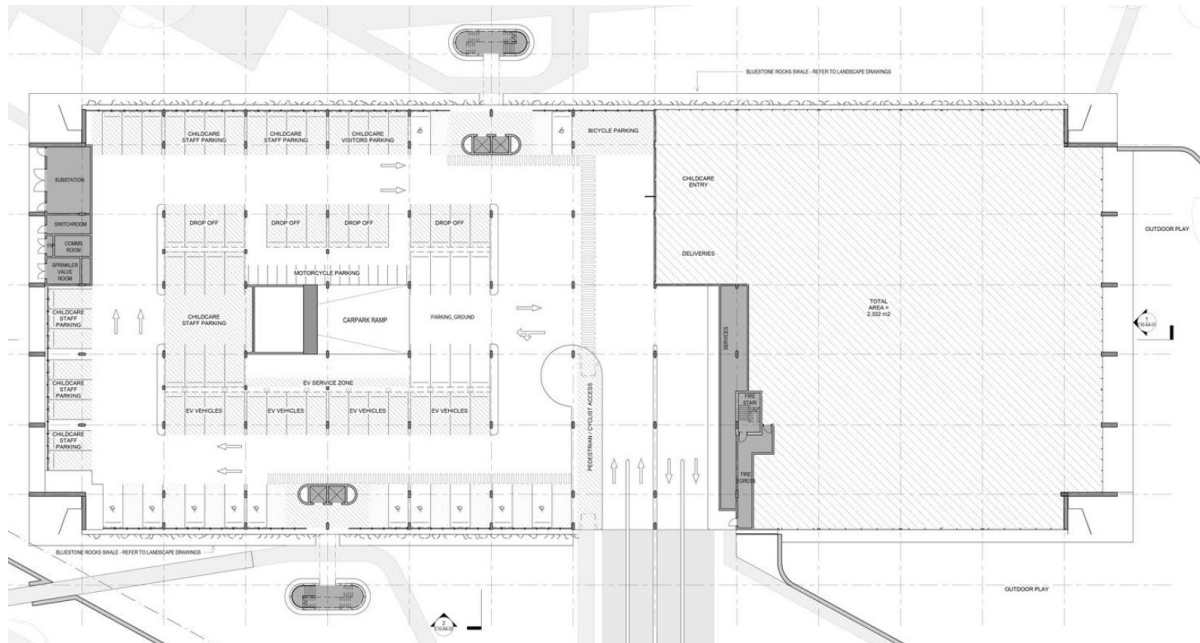 BLUESTONE ROCKS SWALE - REFER TO LANDSCAPE DRAWINGS
CHILDCARE
STAFF PARKING
CHILDCARE
STAFF PARKING
CHILDCARE
VISITORS PARKING
BICYCLE PARKING
SUBSTATION
CHILDCARE
ENTRY
DROP OFF
DROP OFF
DROP OFF
DROP OFF
SWITCHROOM
OUTDOOR PLAY
FIP
COMMS
ROOM
DELIVERIES
SPRINKLER
VALVE
ROOM
MOTORCYCLE PARKING
CHILDCARE
STAFF
PARKING
CHILDCARE
STAFF PARKING
CARPARK RAMP
PARKING_GROUND
TOTAL
AREA =
2,332 m2
SERVICES
1
CHILDCARE
STAFF
PARKING
EV SERVICE ZONE
EV VEHICLES
EV VEHICLES
EV VEHICLES
EV VEHICLES
PEDESTRIAN / CYCLIST ACCESS
FIRE
STAIR
CHILDCARE
STAFF
PARKING
FIRE
EGRESS
BLUESTONE ROCKS SWALE - REFER TO LANDSCAPE DRAWINGS
OUTDOOR PLAY
2